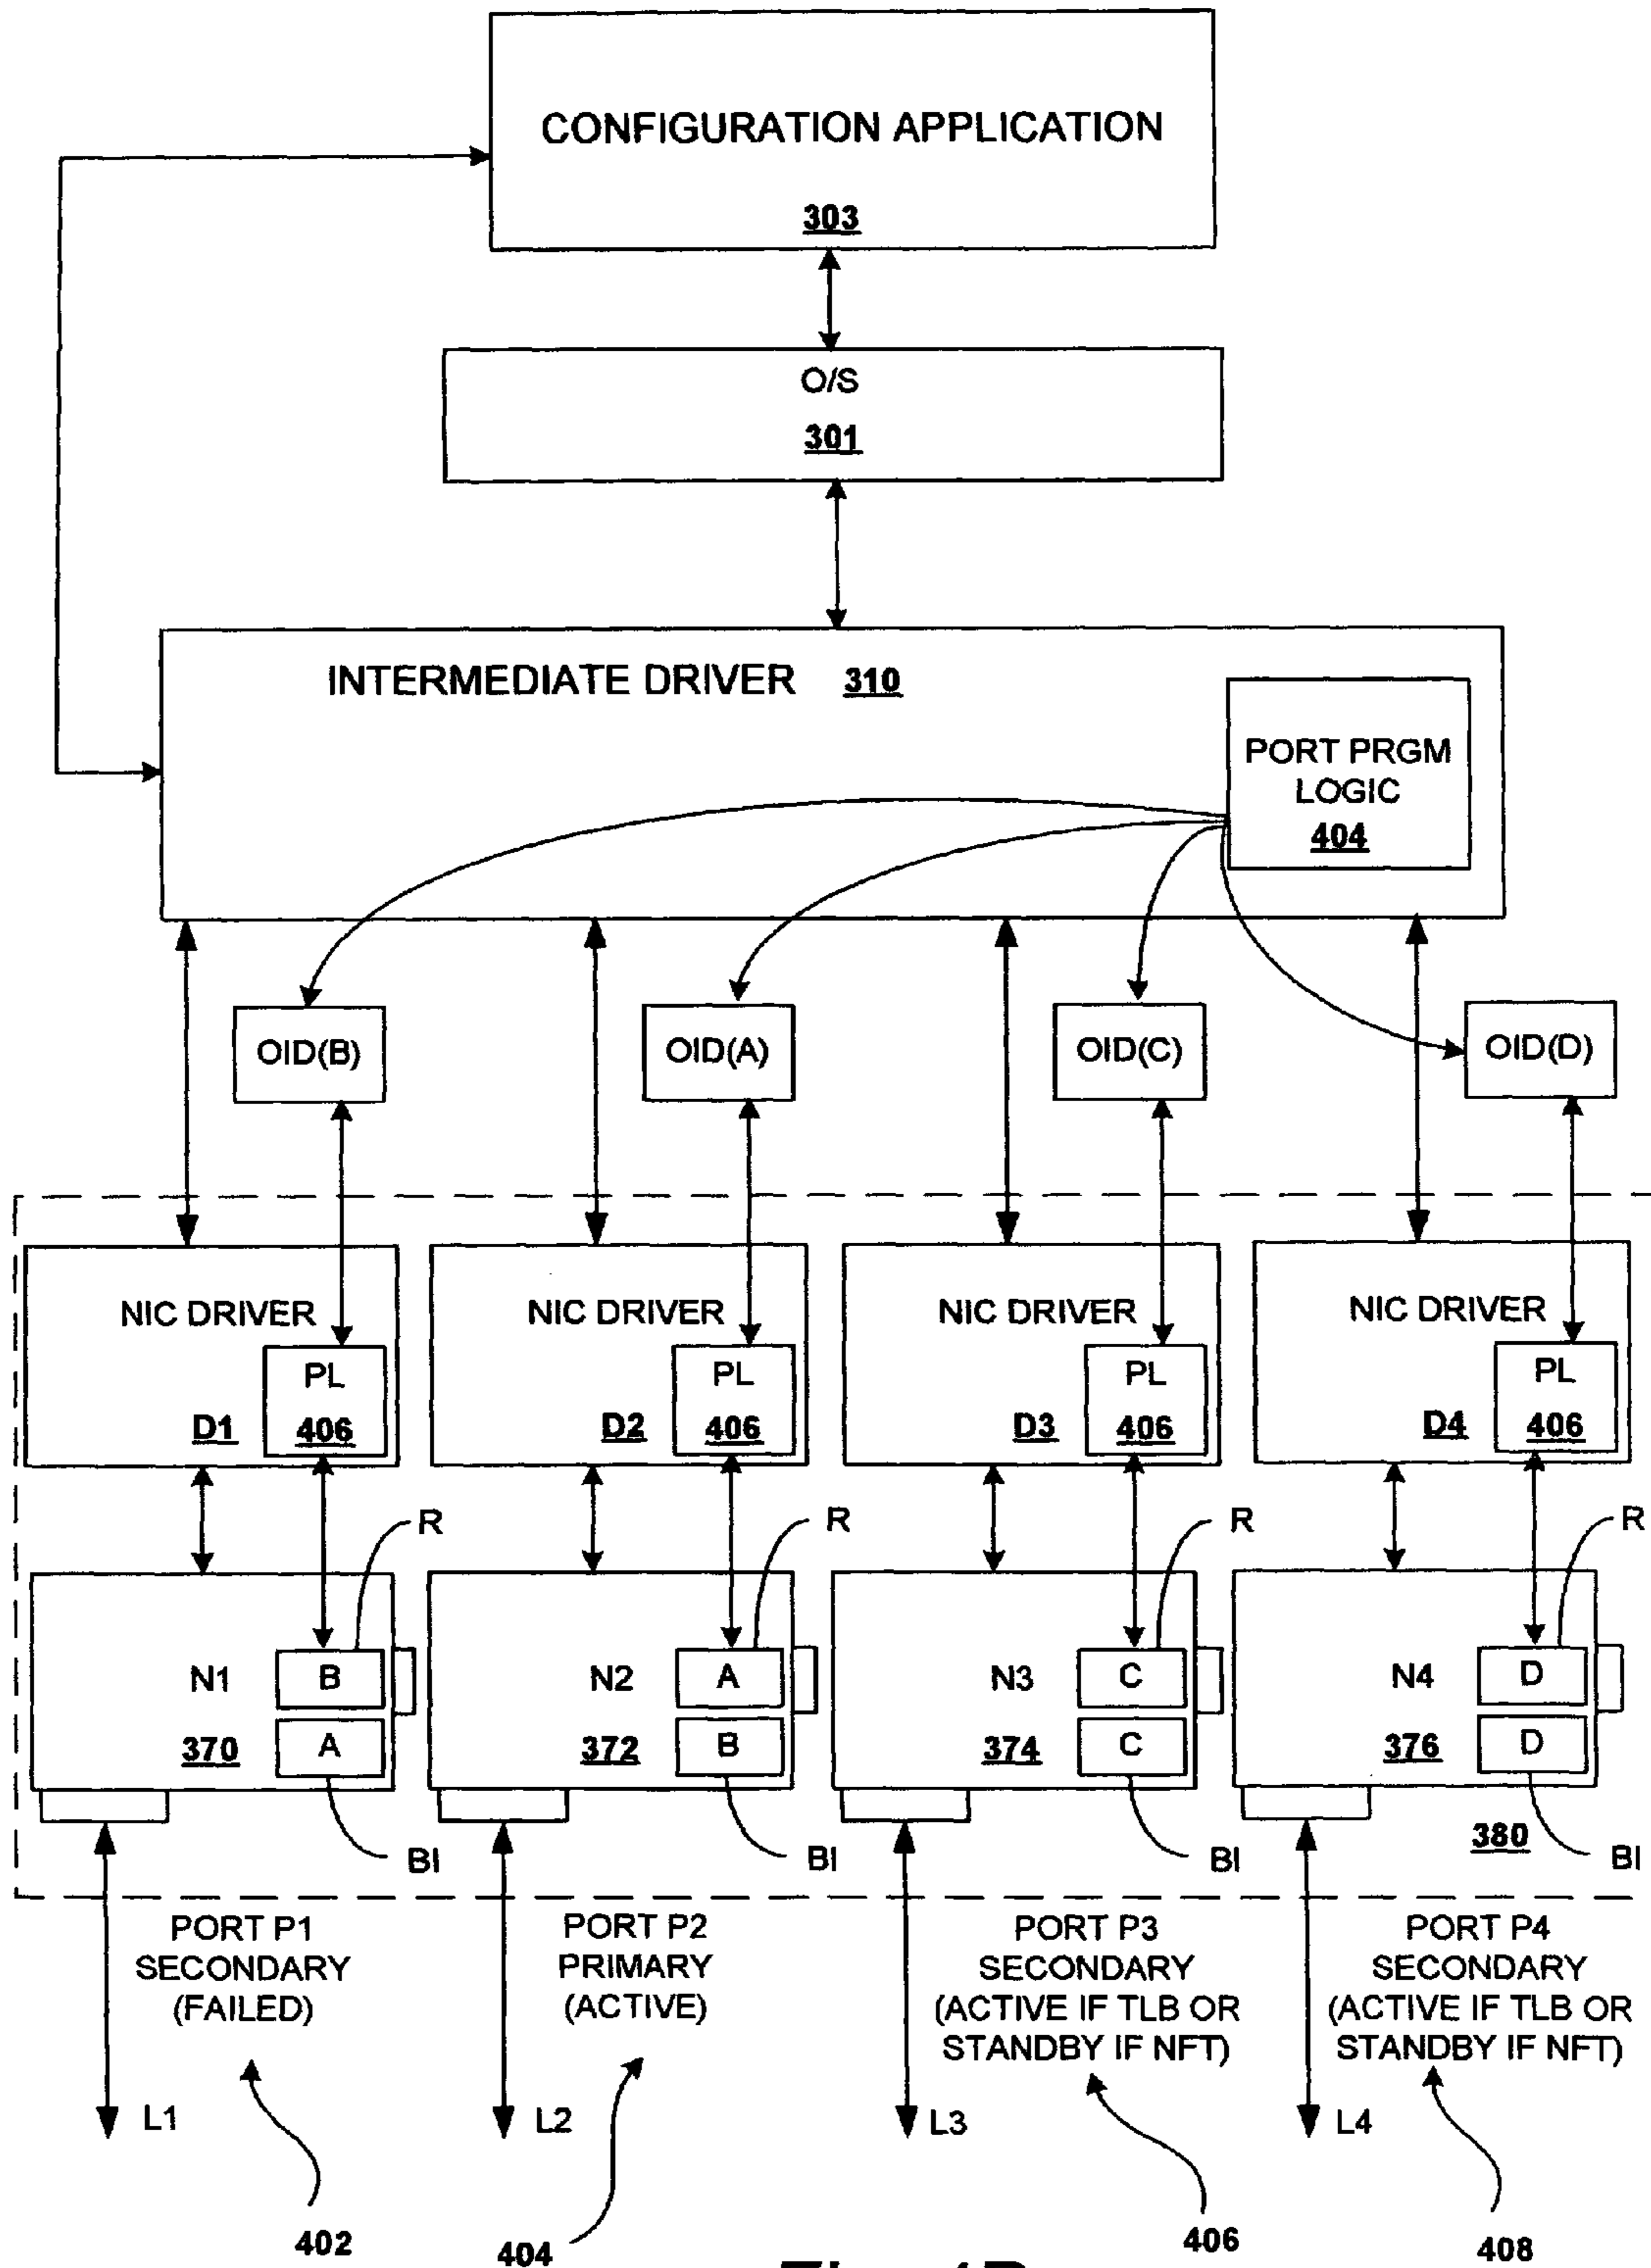 CONFIGURATION APPLICATION
303
O/S
301
INTERMEDIATE DRIVER 310
PORT PRGM
LOGIC
404
OID(B)
OID(A)
OID(C)
OID(D)
NIC DRIVER
PL
D1
406
NIC DRIVER
PL
D2
406
NIC DRIVER
PL
D3
406
NIC DRIVER
PL
D4
406
R
R
R
R
N1
B
370
A
N2
A
372
B
N3
C
374
C
N4
D
376
D
380
BI
BI
BI
BI
PORT P1
SECONDARY
(FAILED)
PORT P2
PRIMARY
(ACTIVE)
PORT P3
SECONDARY
(ACTIVE IF TLB OR
STANDBY IF NFT)
PORT P4
SECONDARY
(ACTIVE IF TLB OR
STANDBY IF NFT)
L1
L2
L3
L4
402
404
406
408